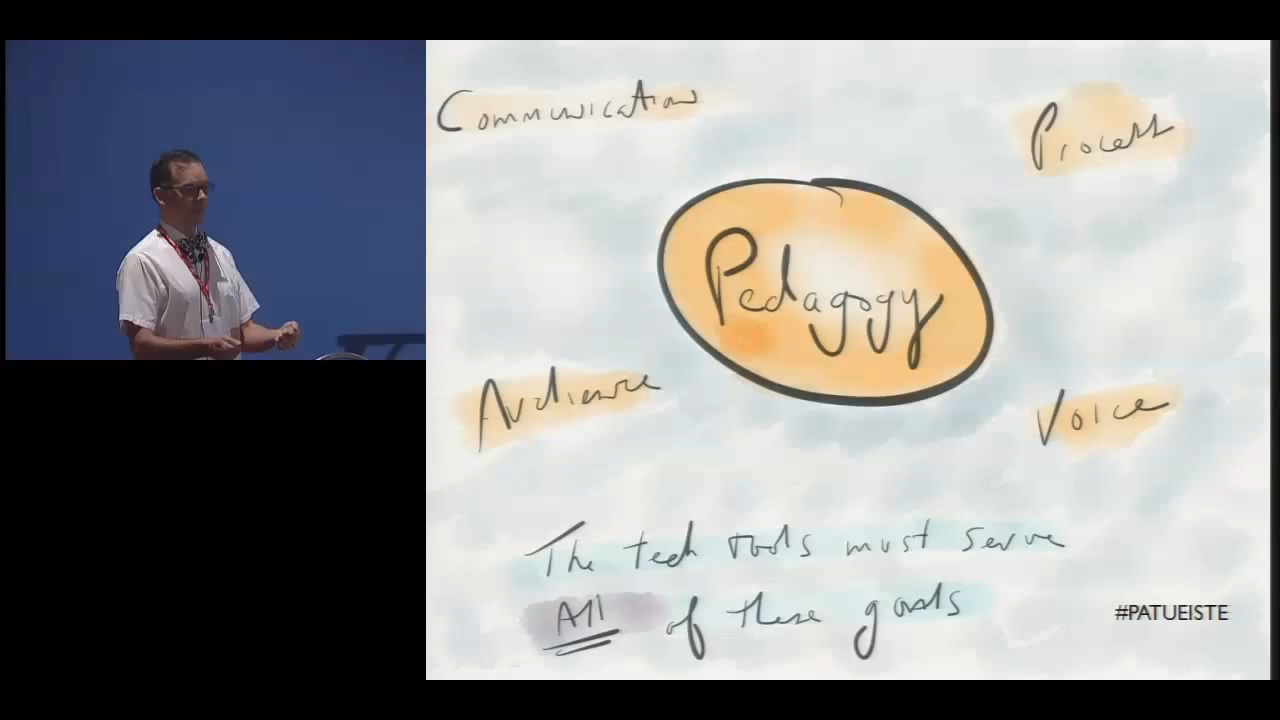 Communication
Process
Pedagogy
Audience
Voice
The tech tools must serve
All of these goals
#PATUEISTE